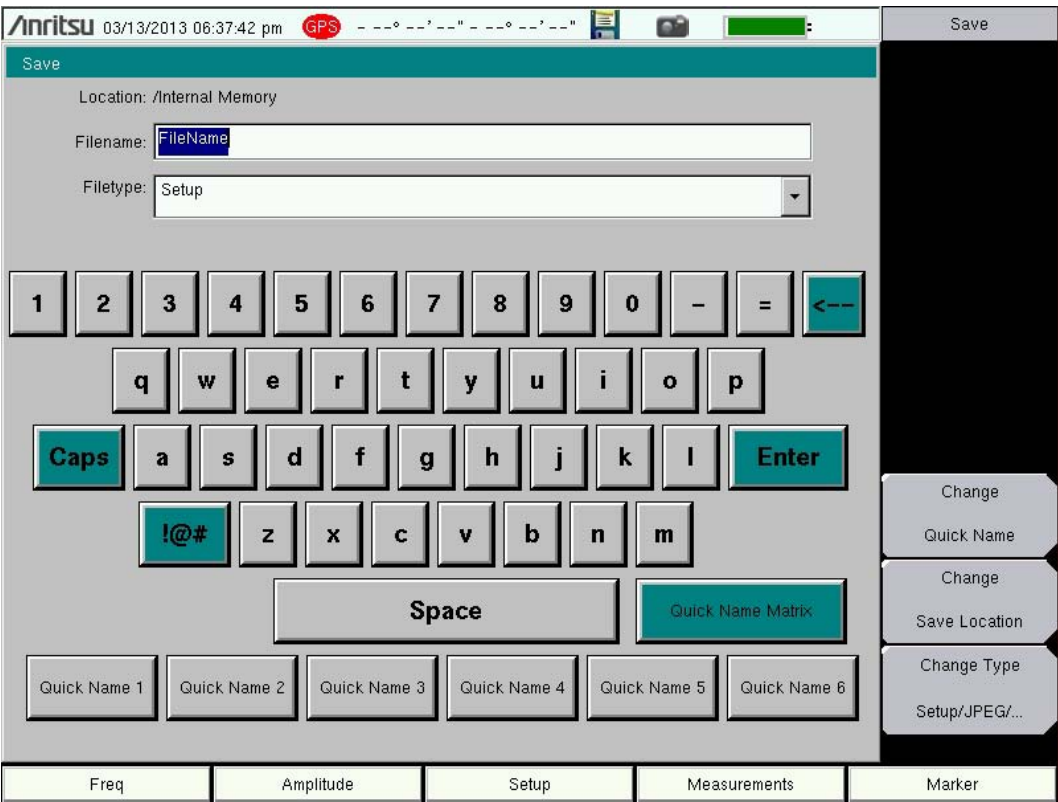 Anritsu 03/13/2013 06:37:42 pm GPS - --° --'--" - --° --'--"
Save
Save
Location: /Internal Memory
Filename: FileName
Filetype: Setup
1 2 3 4 5 6 7 8 9 0 - = <--
q w e r t y u i o p
Caps a s d f g h j k l Enter
!@# z x c v b n m
Space Quick Name Matrix
Quick Name 1 Quick Name 2 Quick Name 3 Quick Name 4 Quick Name 5 Quick Name 6
Change
Quick Name
Change
Save Location
Change Type
Setup/JPEG/...
Freq Amplitude Setup Measurements Marker